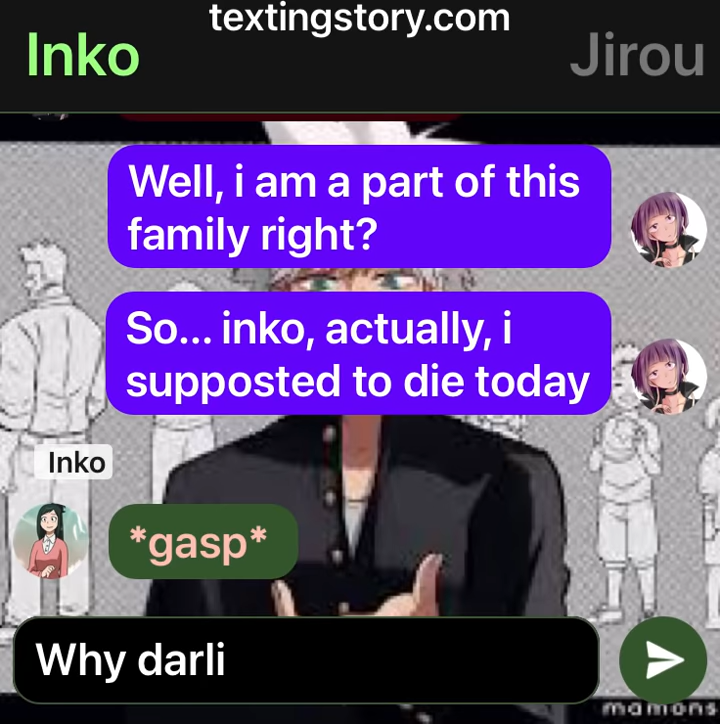 textingstory.com
Inko
Jirou
Well, i am a part of this
family right?
So... inko, actually, i
supposted to die today
Inko
*gasp*
Why darli
mamons